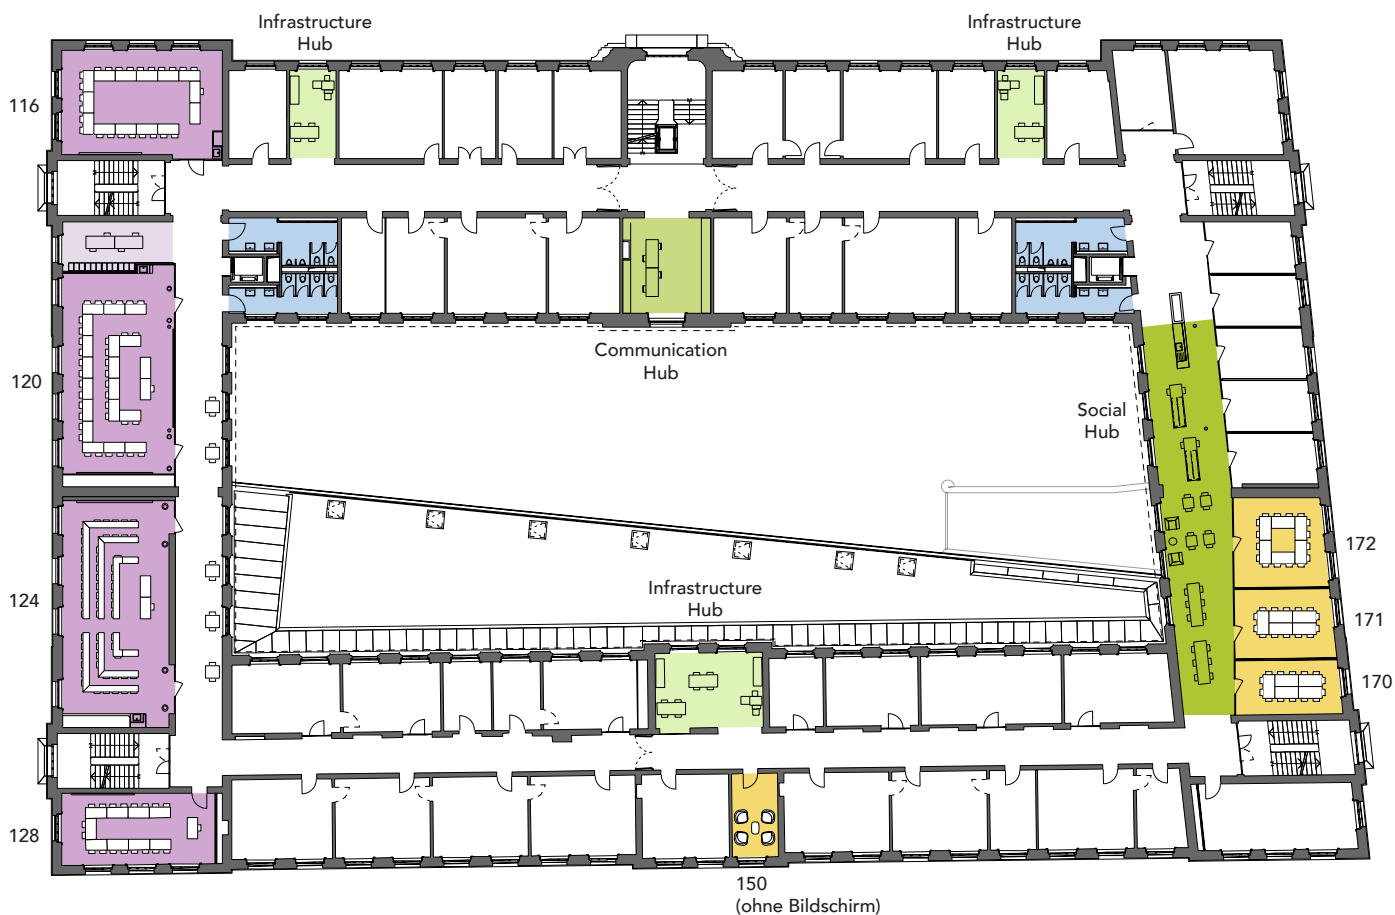 Infrastructure
Hub
Infrastructure
Hub
116
Communication
Hub
120
Social
Hub
172
Infrastructure
Hub
124
171
170
128
150
(ohne Bildschirm)